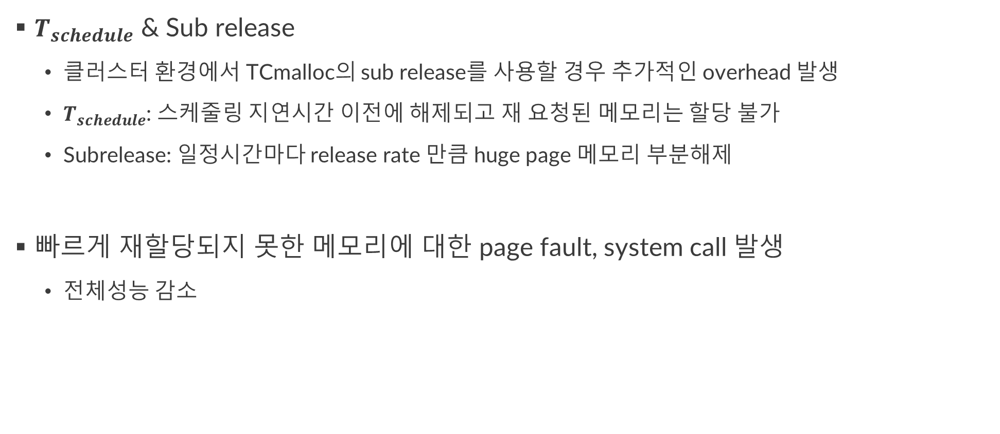 ▪ T_schedule & Sub release
• 클러스터 환경에서 TCmalloc의 sub release를 사용할 경우 추가적인 overhead 발생
• T_schedule: 스케줄링 지연시간 이전에 해제되고 재 요청된 메모리는 할당 불가
• Subrelease: 일정시간마다 release rate 만큼 huge page 메모리 부분해제
▪ 빠르게 재할당되지 못한 메모리에 대한 page fault, system call 발생
• 전체성능 감소